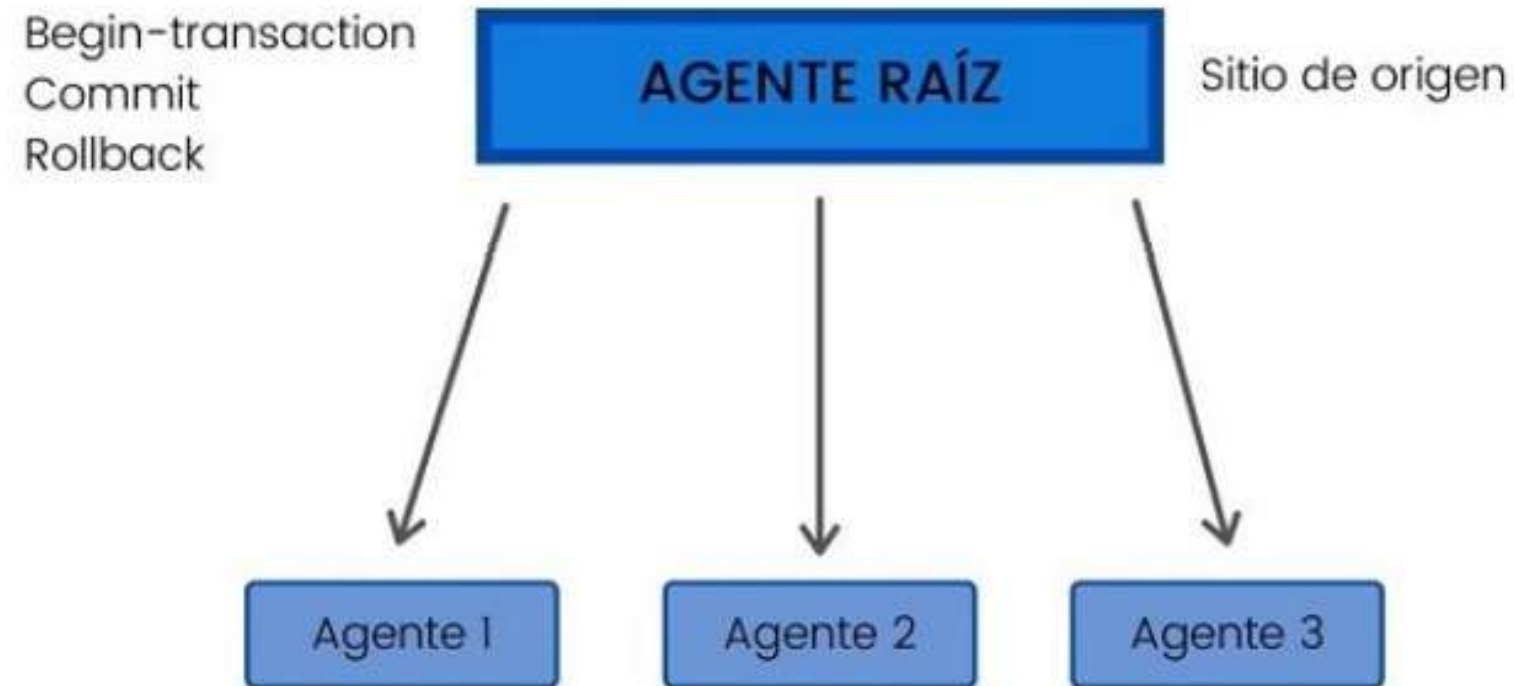 Begin-transaction
Commit
Rollback
AGENTE RAÍZ
Sitio de origen
Agente 1
Agente 2
Agente 3